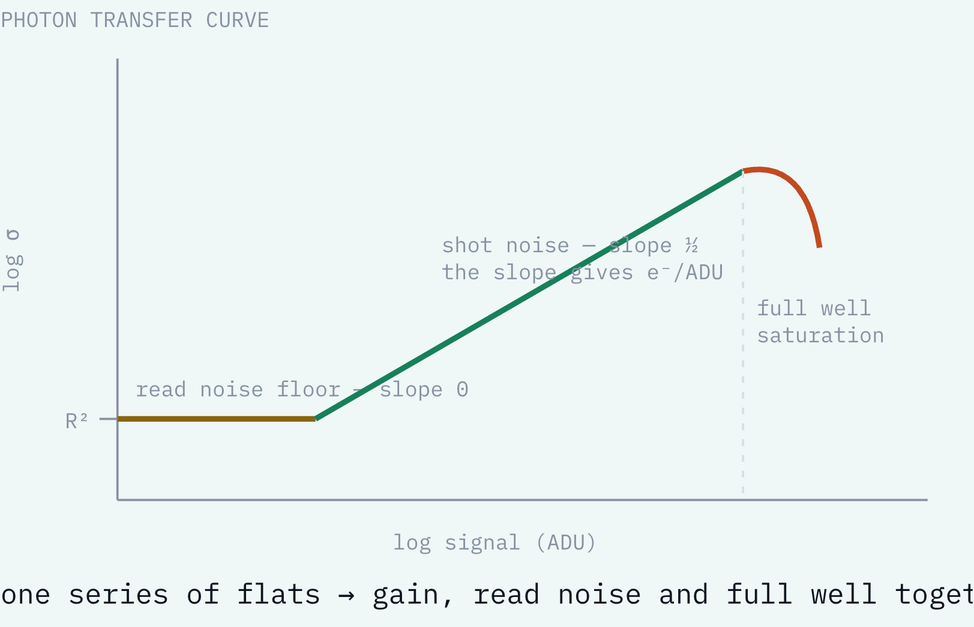 PHOTON TRANSFER CURVE
log σ
shot noise — slope ½
the slope gives e⁻/ADU
full well
saturation
read noise floor — slope 0
R²
log signal (ADU)
one series of flats → gain, read noise and full well toget